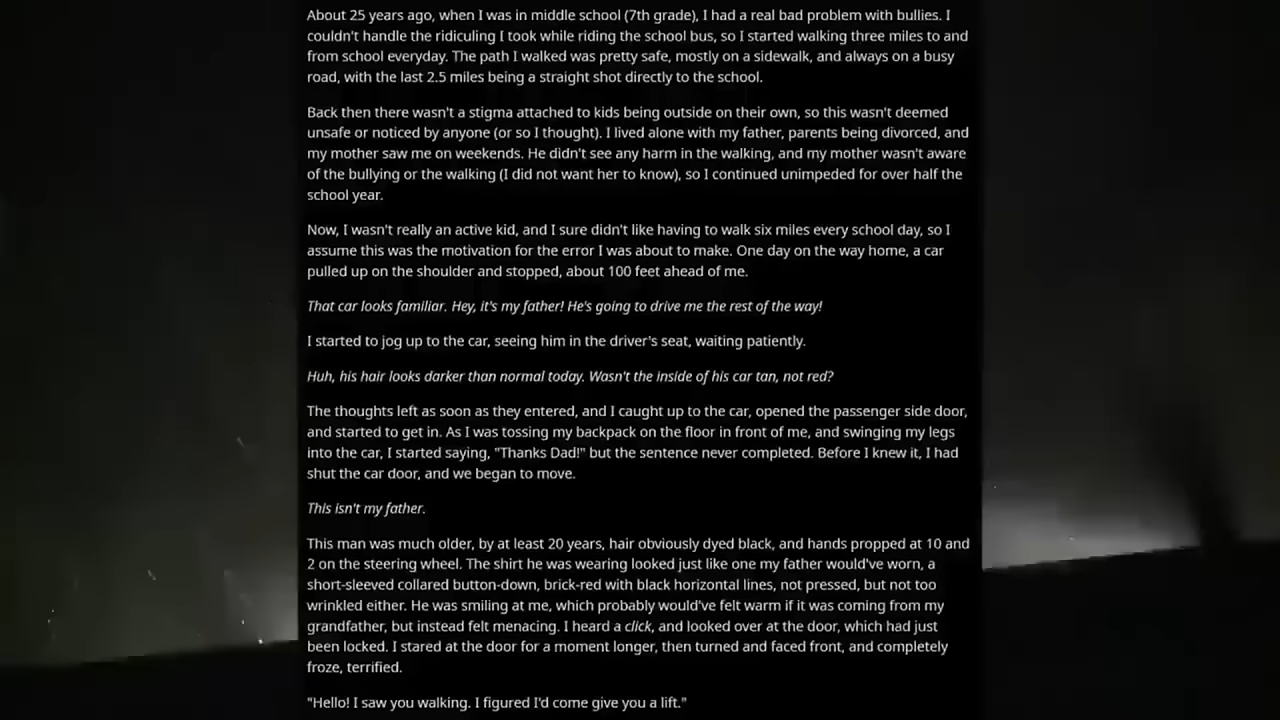 About 25 years ago, when I was in middle school (7th grade), I had a real bad problem with bullies. I
couldn't handle the ridiculing I took while riding the school bus, so I started walking three miles to and
from school everyday. The path I walked was pretty safe, mostly on a sidewalk, and always on a busy
road, with the last 2.5 miles being a straight shot directly to the school.
Back then there wasn't a stigma attached to kids being outside on their own, so this wasn't deemed
unsafe or noticed by anyone (or so I thought). I lived alone with my father, parents being divorced, and
my mother saw me on weekends. He didn't see any harm in the walking, and my mother wasn't aware
of the bullying or the walking (I did not want her to know), so I continued unimpeded for over half the
school year.
Now, I wasn't really an active kid, and I sure didn't like having to walk six miles every school day, so I
assume this was the motivation for the error I was about to make. One day on the way home, a car
pulled up on the shoulder and stopped, about 100 feet ahead of me.
That car looks familiar. Hey, it's my father! He's going to drive me the rest of the way!
I started to jog up to the car, seeing him in the driver's seat, waiting patiently.
Huh, his hair looks darker than normal today. Wasn't the inside of his car tan, not red?
The thoughts left as soon as they entered, and I caught up to the car, opened the passenger side door,
and started to get in. As I was tossing my backpack on the floor in front of me, and swinging my legs
into the car, I started saying, "Thanks Dad!" but the sentence never completed. Before I knew it, I had
shut the car door, and we began to move.
This isn't my father.
This man was much older, by at least 20 years, hair obviously dyed black, and hands propped at 10 and
2 on the steering wheel. The shirt he was wearing looked just like one my father would've worn, a
short-sleeved collared button-down, brick-red with black horizontal lines, not pressed, but not too
wrinkled either. He was smiling at me, which probably would've felt warm if it was coming from my
grandfather, but instead felt menacing. I heard a click, and looked over at the door, which had just
been locked. I stared at the door for a moment longer, then turned and faced front, and completely
froze, terrified.
"Hello! I saw you walking. I figured I'd come give you a lift."